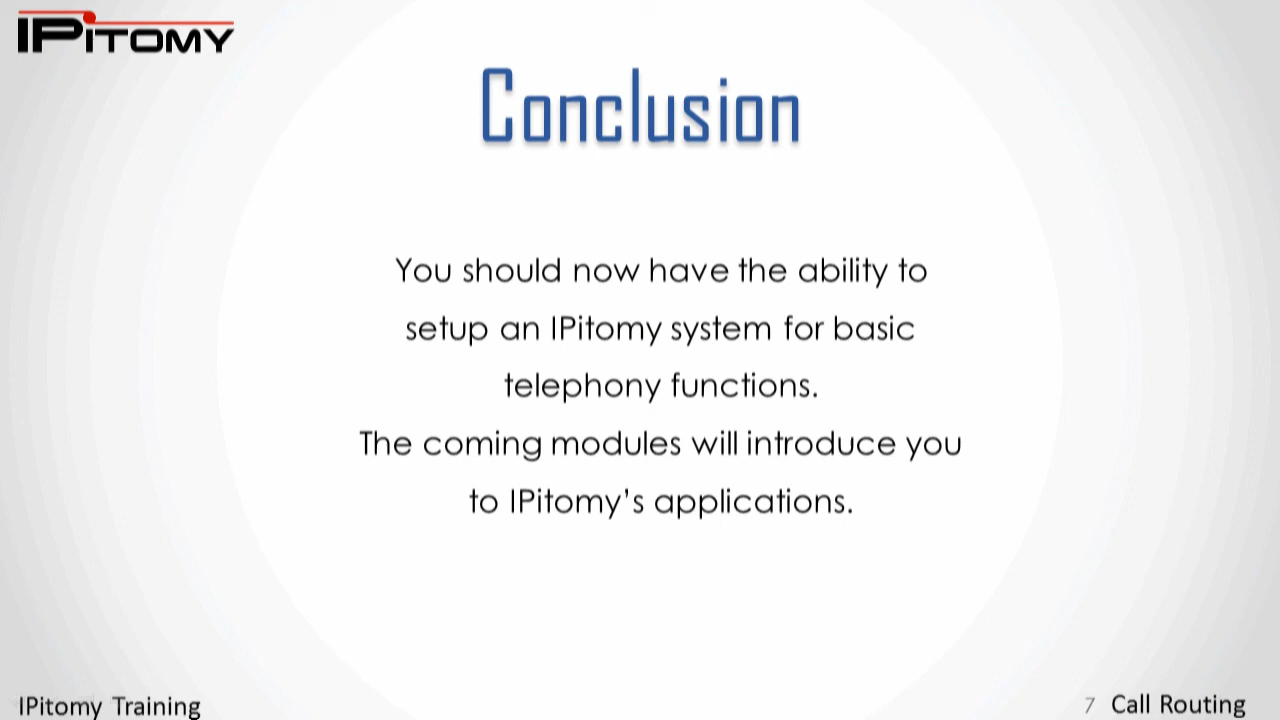 IPITOMY
Conclusion
You should now have the ability to
setup an IPitomy system for basic
telephony functions.
The coming modules will introduce you
to IPitomy's applications.
IPitomy Training
7 Call Routing